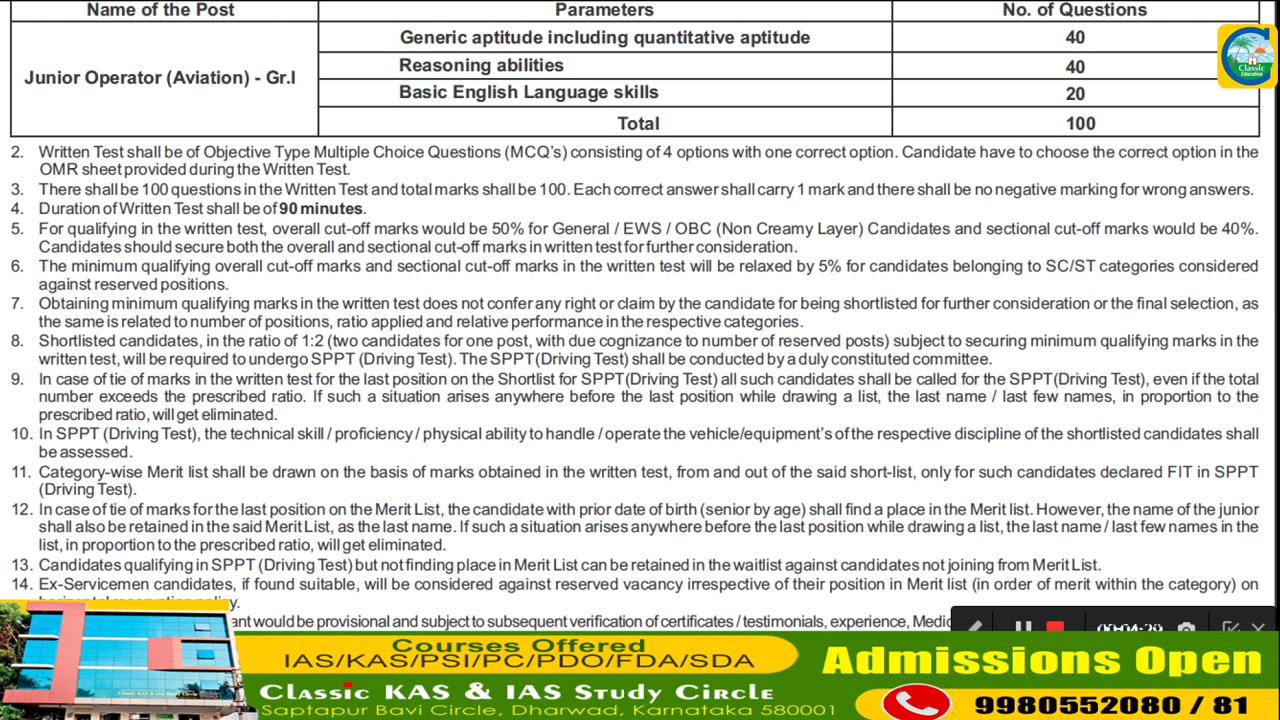 Name of the Post Parameters No. of Questions
Junior Operator (Aviation) - Gr.I
Generic aptitude including quantitative aptitude 40
Reasoning abilities 40
Basic English Language skills 20
Total 100
Classic
Education
2. Written Test shall be of Objective Type Multiple Choice Questions (MCQ's) consisting of 4 options with one correct option. Candidate have to choose the correct option in the
OMR sheet provided during the Written Test.
3. There shall be 100 questions in the Written Test and total marks shall be 100. Each correct answer shall carry 1 mark and there shall be no negative marking for wrong answers.
4. Duration of Written Test shall be of 90 minutes.
5. For qualifying in the written test, overall cut-off marks would be 50% for General / EWS / OBC (Non Creamy Layer) Candidates and sectional cut-off marks would be 40%.
Candidates should secure both the overall and sectional cut-off marks in written test for further consideration.
6. The minimum qualifying overall cut-off marks and sectional cut-off marks in the written test will be relaxed by 5% for candidates belonging to SC/ST categories considered
against reserved positions.
7. Obtaining minimum qualifying marks in the written test does not confer any right or claim by the candidate for being shortlisted for further consideration or the final selection, as
the same is related to number of positions, ratio applied and relative performance in the respective categories.
8. Shortlisted candidates, in the ratio of 1:2 (two candidates for one post, with due cognizance to number of reserved posts) subject to securing minimum qualifying marks in the
written test, will be required to undergo SPPT (Driving Test). The SPPT(Driving Test) shall be conducted by a duly constituted committee.
9. In case of tie of marks in the written test for the last position on the Shortlist for SPPT(Driving Test) all such candidates shall be called for the SPPT(Driving Test), even if the total
number exceeds the prescribed ratio. If such a situation arises anywhere before the last position while drawing a list, the last name / last few names, in proportion to the
prescribed ratio, will get eliminated.
10. In SPPT (Driving Test), the technical skill / proficiency / physical ability to handle / operate the vehicle/equipment's of the respective discipline of the shortlisted candidates shall
be assessed.
11. Category-wise Merit list shall be drawn on the basis of marks obtained in the written test, from and out of the said short-list, only for such candidates declared FIT in SPPT
(Driving Test).
12. In case of tie of marks for the last position on the Merit List, the candidate with prior date of birth (senior by age) shall find a place in the Merit list. However, the name of the junior
shall also be retained in the said Merit List, as the last name. If such a situation arises anywhere before the last position while drawing a list, the last name / last few names in the
list, in proportion to the prescribed ratio, will get eliminated.
13. Candidates qualifying in SPPT (Driving Test) but not finding place in Merit List can be retained in the waitlist against candidates not joining from Merit List.
14. Ex-Servicemen candidates, if found suitable, will be considered against reserved vacancy irrespective of their position in Merit list (in order of merit within the category) on
would be provisional and subject to subsequent verification of certificates / testimonials, experience,
Courses Offered
IAS/KAS/PSI/PC/PDO/FDA/SDA
Classic KAS & IAS Study Circle
Saptapur Bavi Circle, Dharwad, Karnataka 580001
Admissions Open
9980552080 / 81